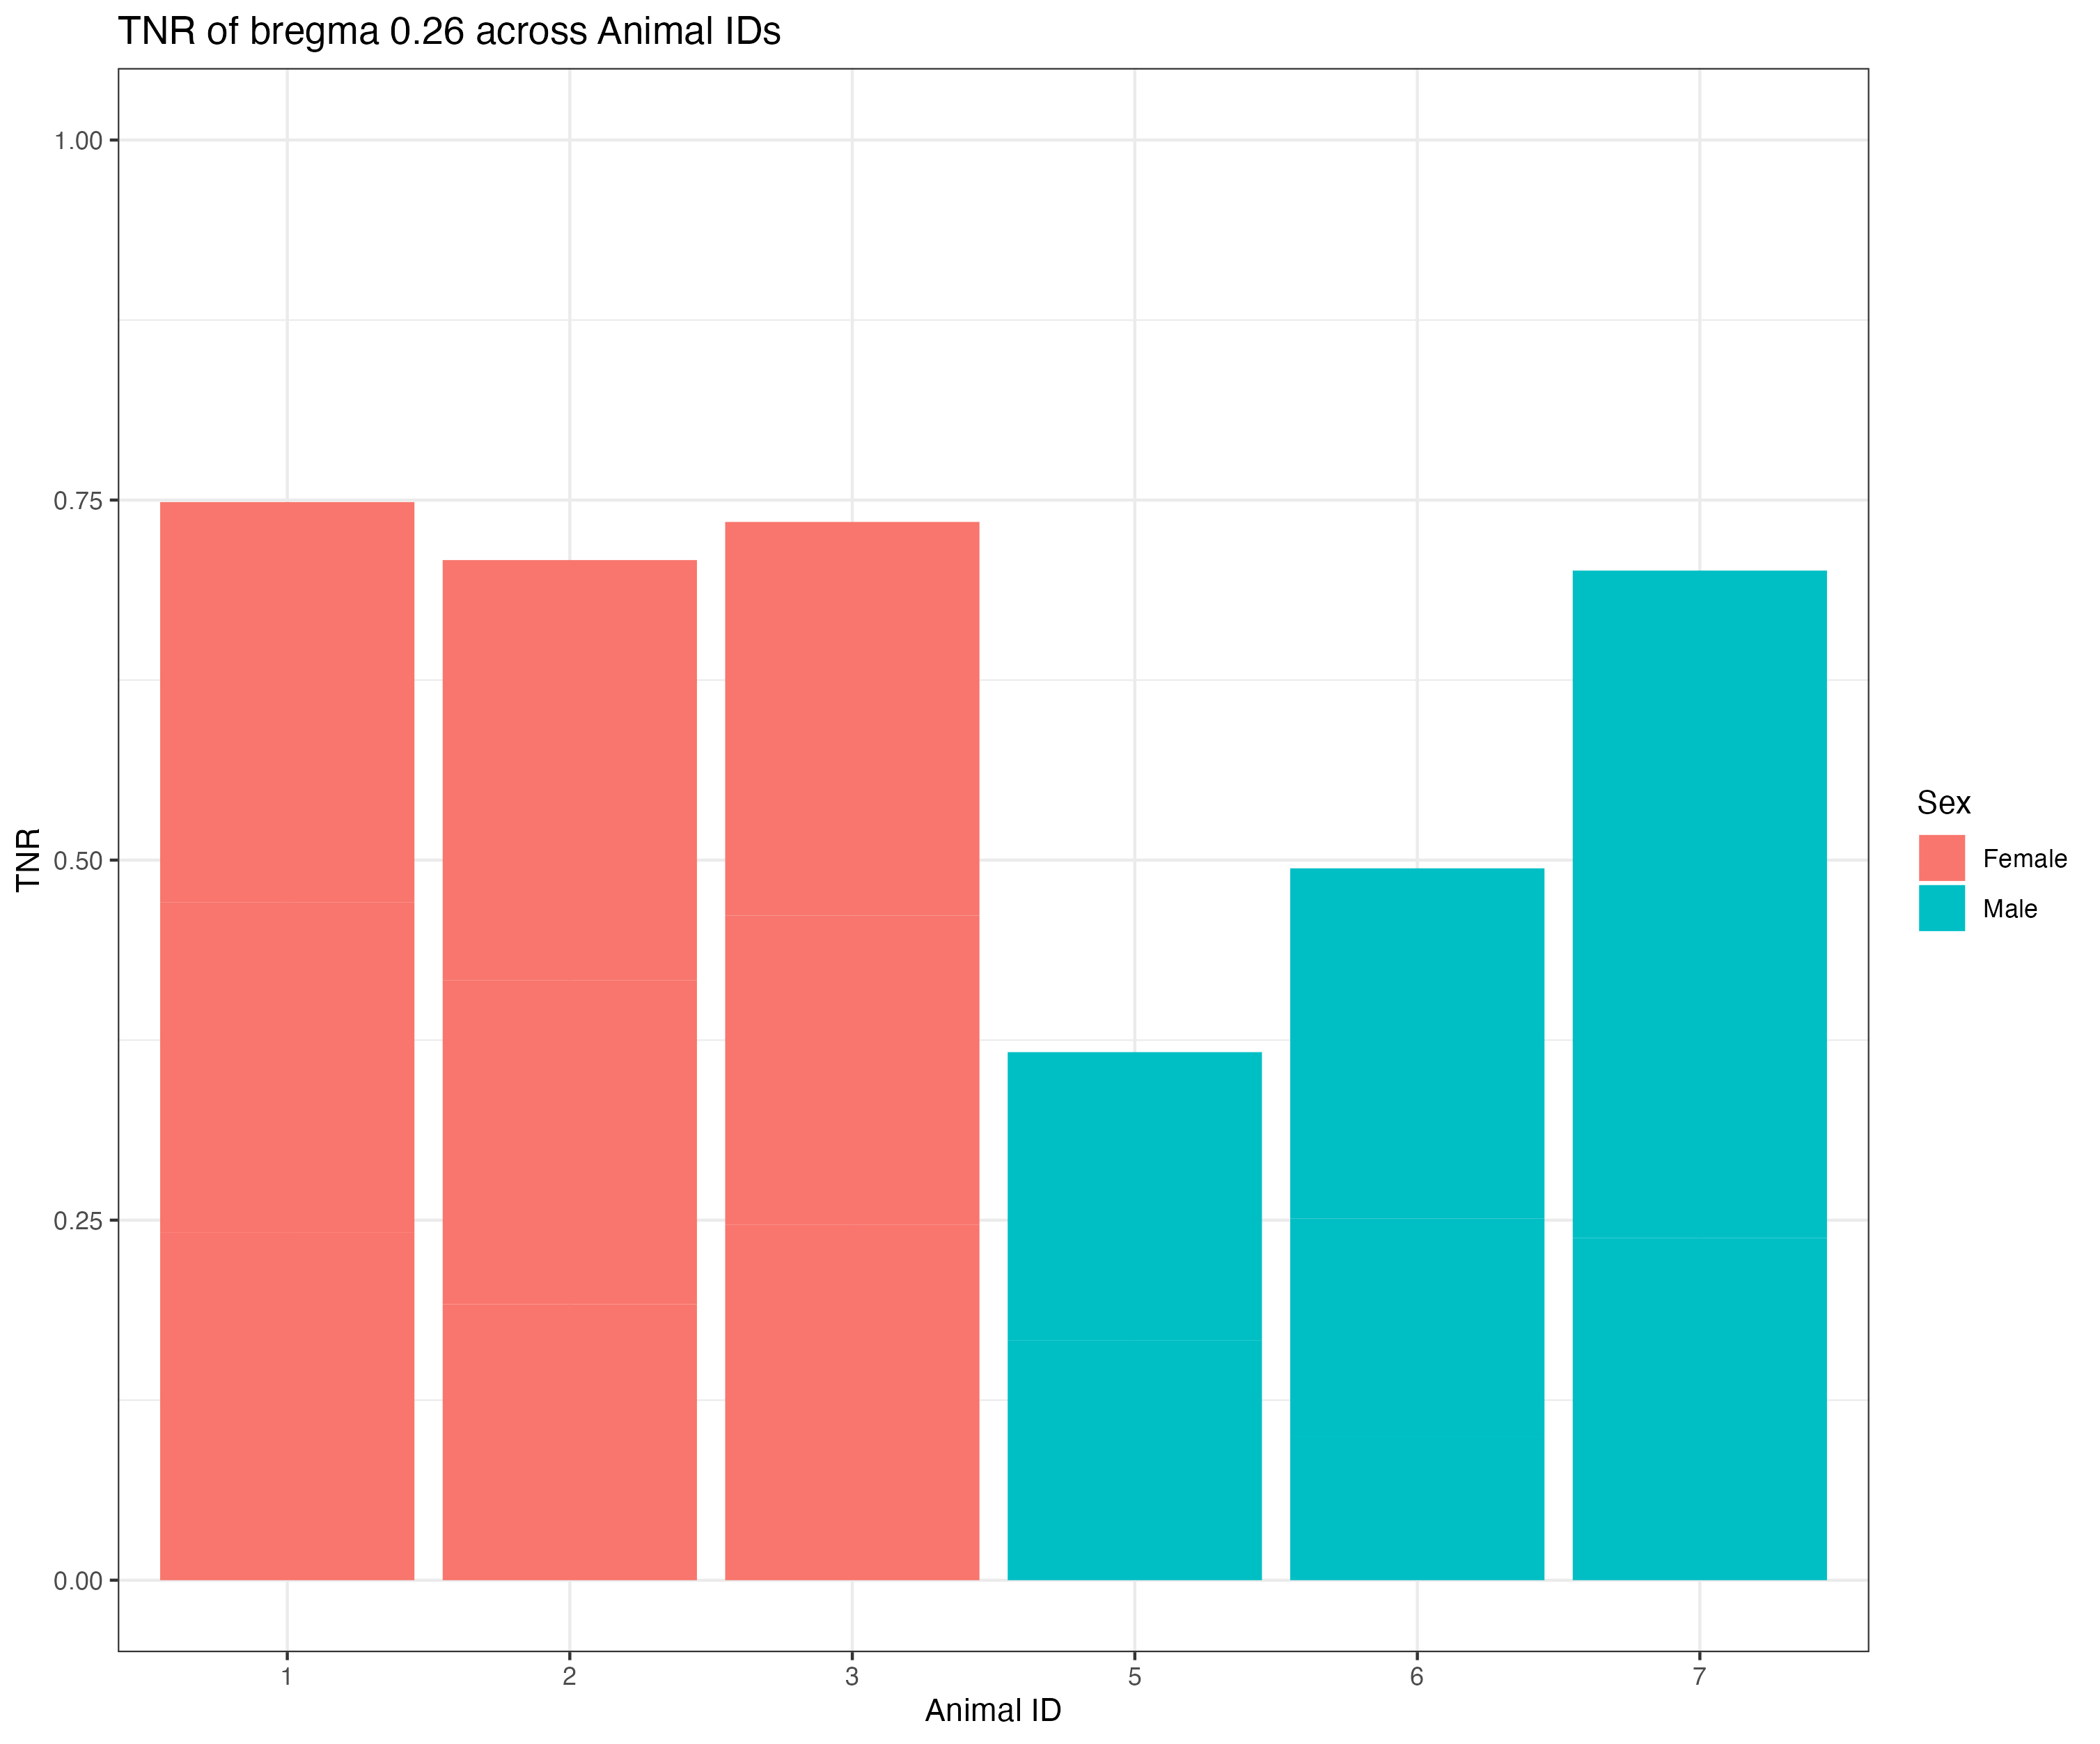 TNR of bregma 0.26 across Animal IDs
1.00
0.75
0.50
0.25
0.00
TNR
1 2 3 5 6 7
Animal ID
Sex
Female
Male